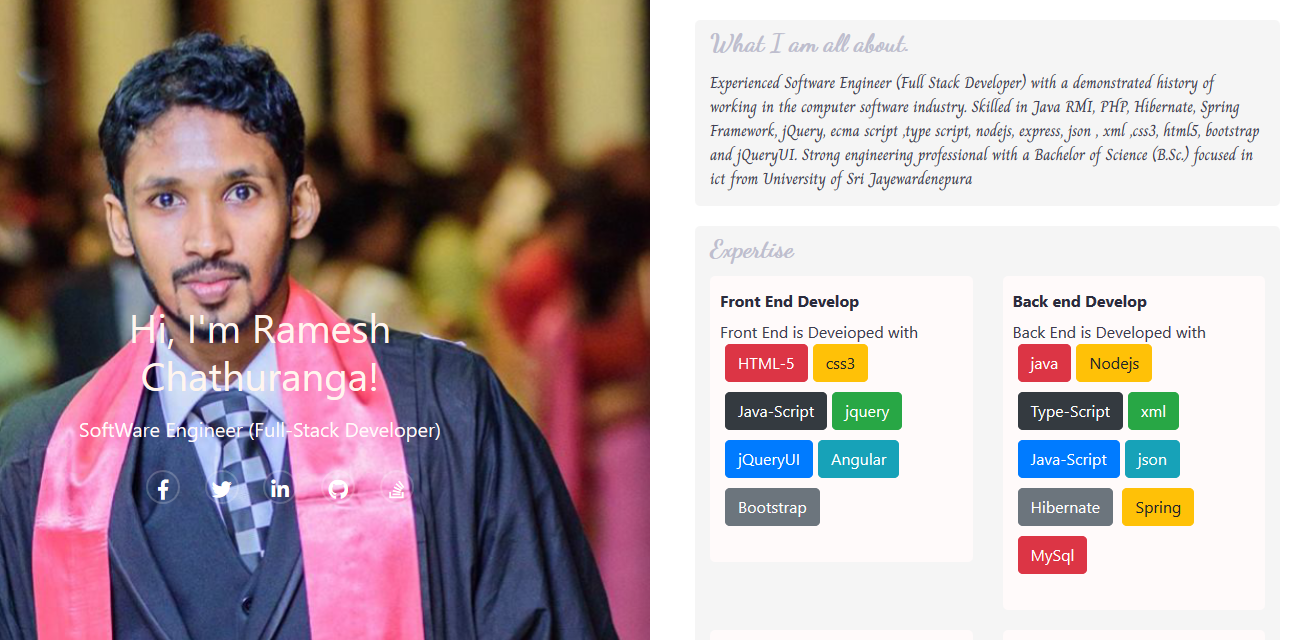 Hi, I'm Ramesh
Chathuranga!
SoftWare Engineer (Full-Stack Developer)
What I am all about.
Experienced Software Engineer (Full Stack Developer) with a demonstrated history of
working in the computer software industry. Skilled in Java RMI, PHP, Hibernate, Spring
Framework, jQuery, ecma script ,type script, nodejs, express, json , xml ,css3, html5, bootstrap
and jQueryUI. Strong engineering professional with a Bachelor of Science (B.Sc.) focused in
ict from University of Sri Jayewardenepura
Expertise
Front End Develop
Front End is Deveioped with
HTML-5 css3
Java-Script jquery
jQueryUI Angular
Bootstrap
Back end Develop
Back End is Developed with
java Nodejs
Type-Script xml
Java-Script json
Hibernate Spring
MySql